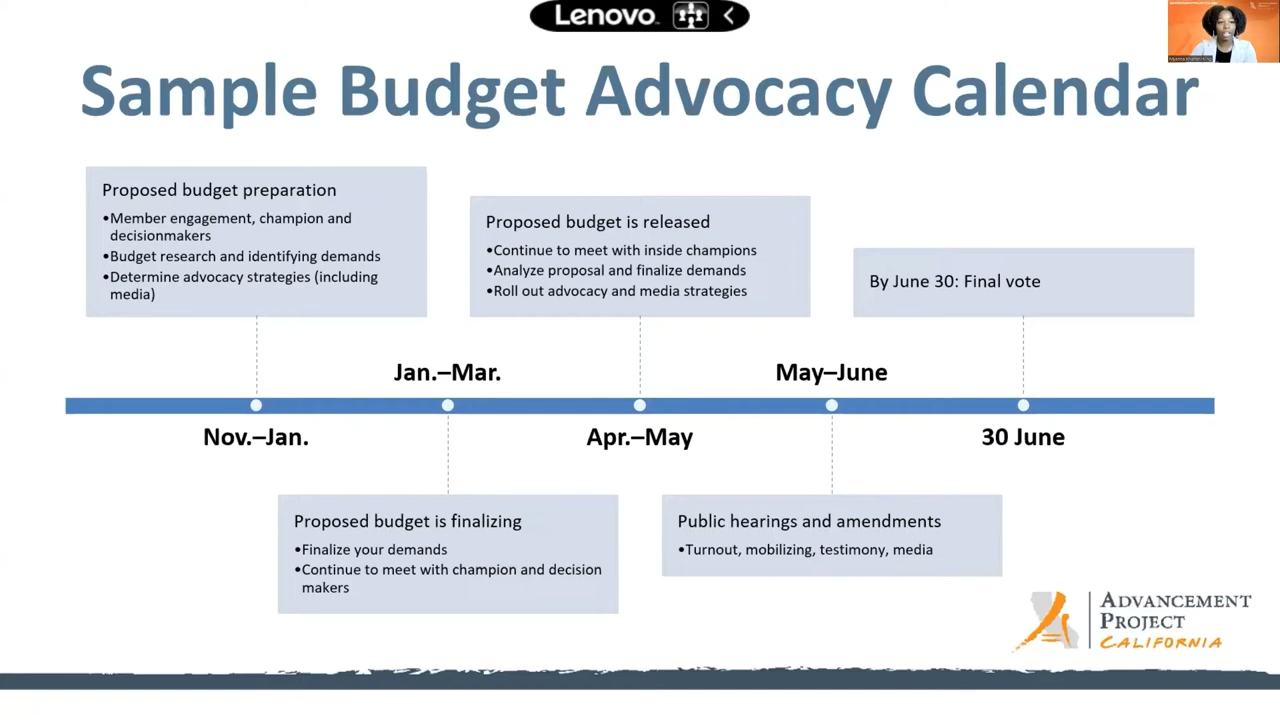 Lenovo
Sample Budget Advocacy Calendar
Proposed budget preparation
•Member engagement, champion and
decisionmakers
•Budget research and identifying demands
•Determine advocacy strategies (including
media)
Proposed budget is released
•Continue to meet with inside champions
•Analyze proposal and finalize demands
•Roll out advocacy and media strategies
By June 30: Final vote
Jan.–Mar.
May–June
Nov.–Jan.
Apr.–May
30 June
Proposed budget is finalizing
•Finalize your demands
•Continue to meet with champion and decision
makers
Public hearings and amendments
•Turnout, mobilizing, testimony, media
ADVANCEMENT
PROJECT
CALIFORNIA